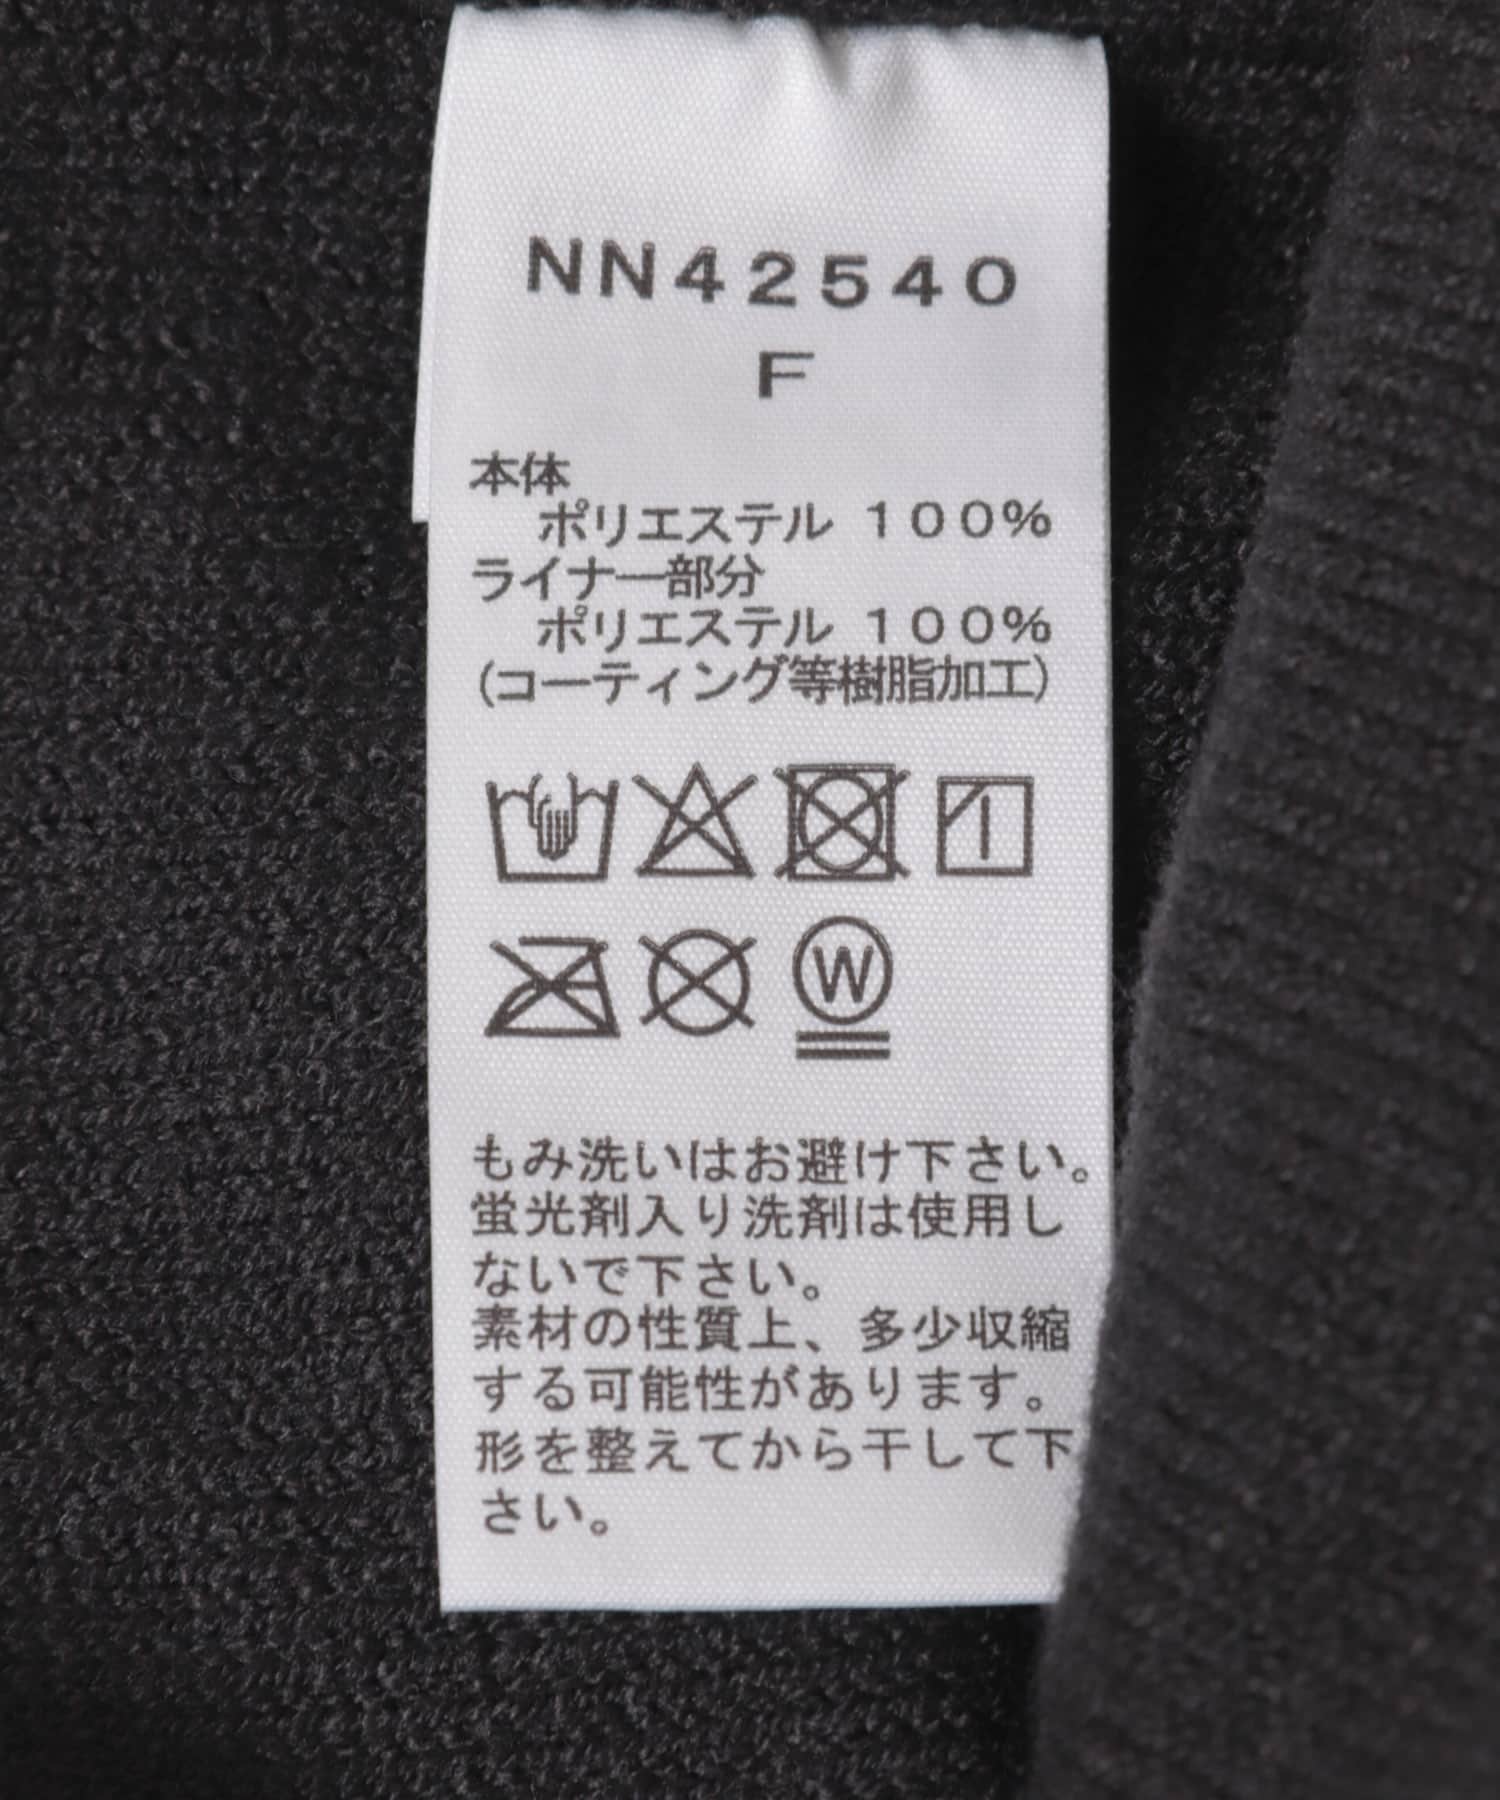 NN42540
F
本体
ポリエステル 100%
ライナー部分
ポリエステル 100%
(コーティング等樹脂加工)
W
もみ洗いはお避け下さい。
蛍光剤入り洗剤は使用し
ないで下さい。
素材の性質上、多少収縮
する可能性があります。
形を整えてから干して下
さい。